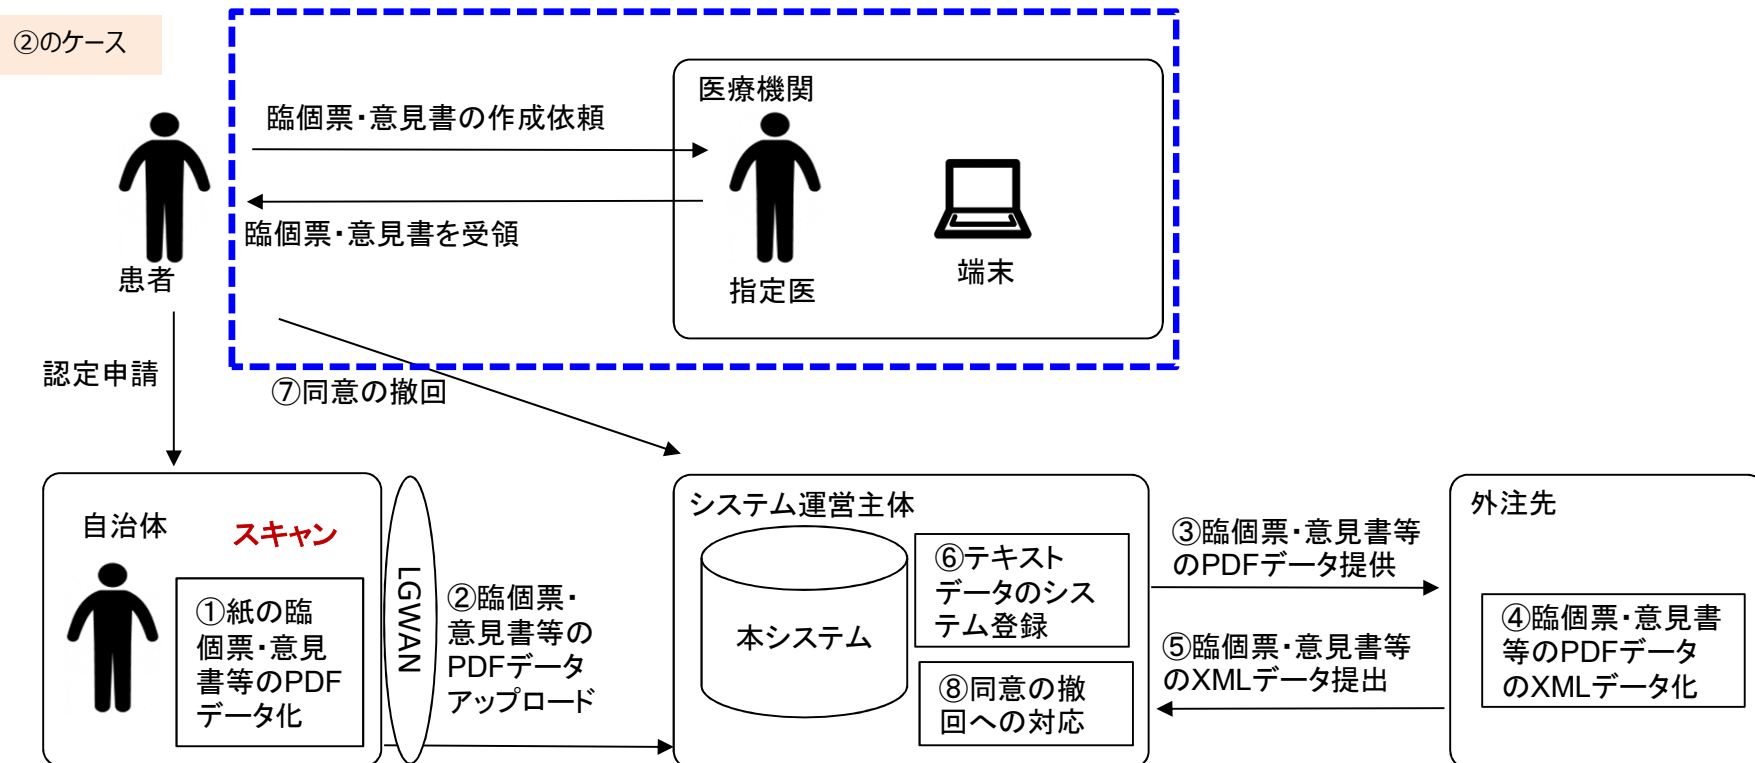 ②のケース
医療機関
臨個票・意見書の作成依頼
臨個票・意見書を受領
患者
指定医
端末
認定申請
⑦同意の撤回
自治体
スキャン
①紙の臨
個票・意見
書等のPDF
データ化
LGWAN
②臨個票・
意見書等の
PDFデータ
アップロード
システム運営主体
本システム
⑥テキスト
データのシス
テム登録
⑧同意の撤
回への対応
③臨個票・意見書等
のPDFデータ提供
⑤臨個票・意見書等
のXMLデータ提出
外注先
④臨個票・意見書
等のPDFデータ
のXMLデータ化